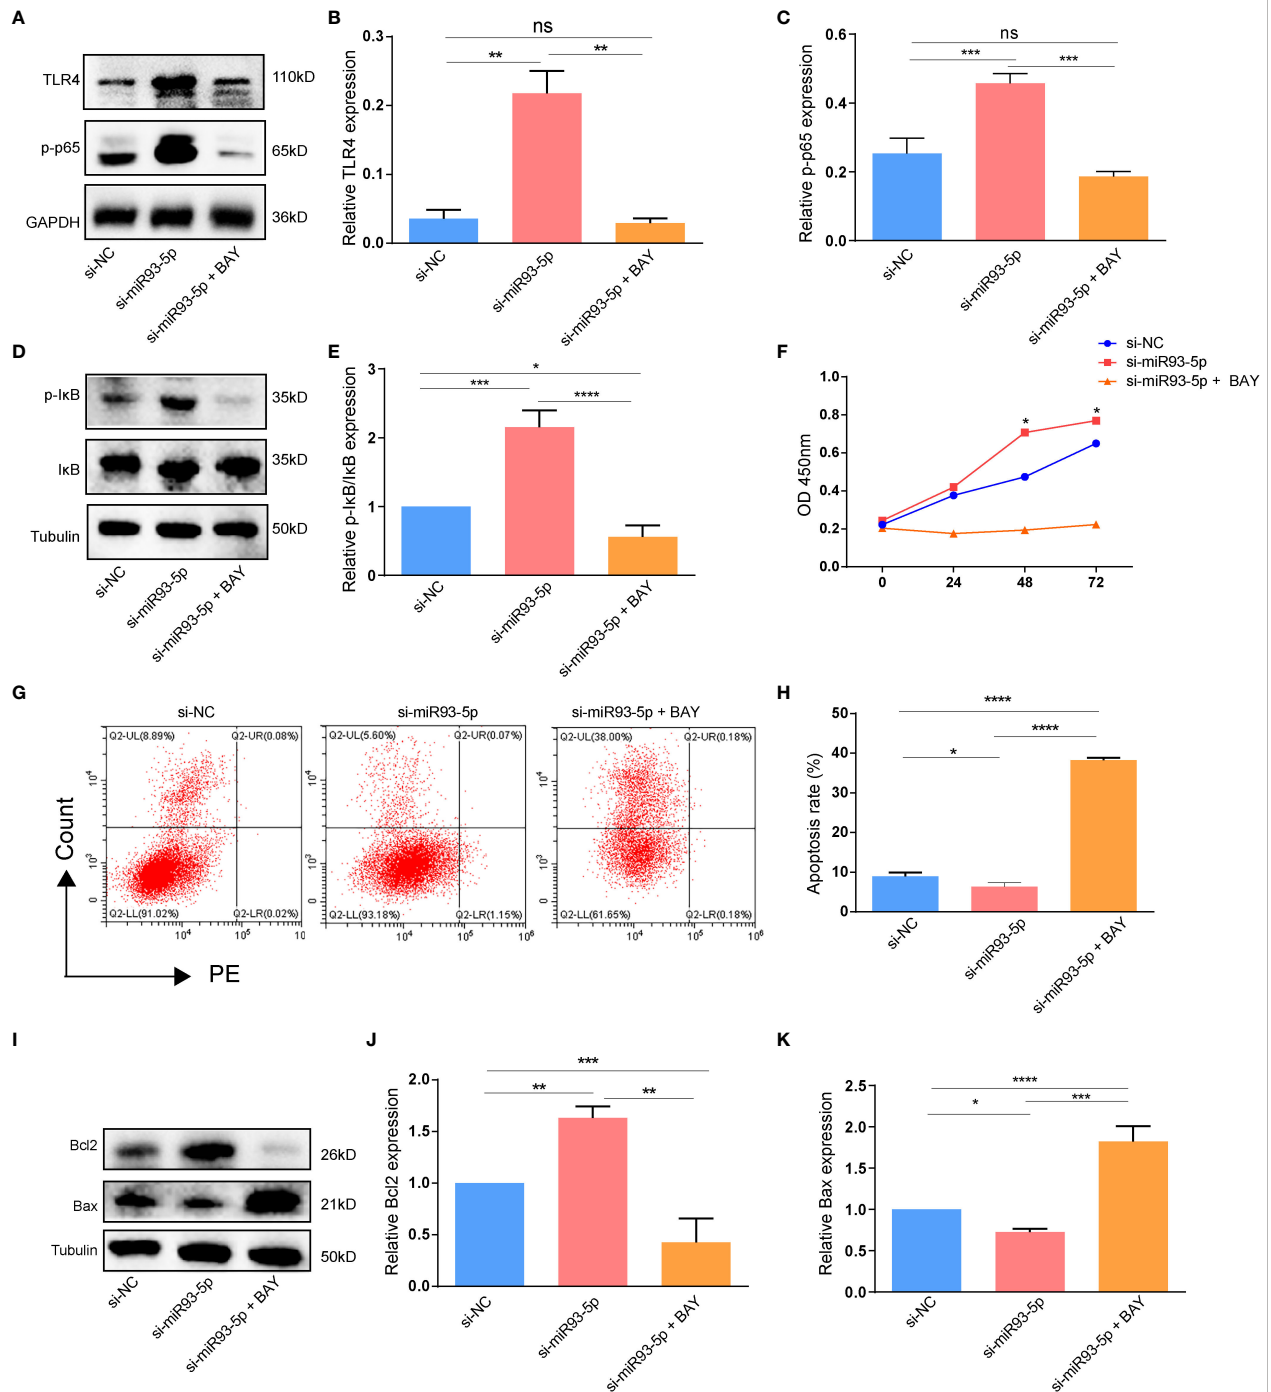 A
TLR4
110kD
p-p65
65kD
GAPDH
36kD
si-NC
si-miR93-5p
si-miR93-5p + BAY
B
Relative TLR4 expression
0.3
0.2
0.1
0.0
ns
**
**
si-NC
si-miR93-5p
si-miR93-5p + BAY
C
Relative p-p65 expression
0.6
0.4
0.2
0.0
ns
***
***
si-NC
si-miR93-5p
si-miR93-5p + BAY
D
p-IκB
35kD
IκB
35kD
Tubulin
50kD
si-NC
si-miR93-5p
si-miR93-5p + BAY
E
Relative p-IκB/IκB expression
3
2
1
0
*
***
****
si-NC
si-miR93-5p
si-miR93-5p + BAY
F
si-NC
si-miR93-5p
si-miR93-5p + BAY
OD 450nm
1.0
0.8
0.6
0.4
0.2
0.0
*
*
0 24 48 72
G
si-NC
Q2-UL(8.89%) Q2-UR(0.08%)
Q2-LL(91.02%) Q2-LR(0.02%)
10⁴
10³
0
10⁴ 10⁵ 10
si-miR93-5p
Q2-UL(5.60%) Q2-UR(0.07%)
Q2-LL(93.18%) Q2-LR(1.15%)
10⁴
10³
0
10⁴ 10⁵ 10⁶
si-miR93-5p + BAY
Q2-UL(38.00%) Q2-UR(0.18%)
Q2-LL(61.65%) Q2-LR(0.18%)
10⁴
10³
0
10⁴ 10⁵ 10⁶
Count
PE
H
Apoptosis rate (%)
50
40
30
20
10
0
****
****
*
si-NC
si-miR93-5p
si-miR93-5p + BAY
I
Bcl2
26kD
Bax
21kD
Tubulin
50kD
si-NC
si-miR93-5p
si-miR93-5p + BAY
J
Relative Bcl2 expression
2.0
1.5
1.0
0.5
0.0
***
**
**
si-NC
si-miR93-5p
si-miR93-5p + BAY
K
Relative Bax expression
2.5
2.0
1.5
1.0
0.5
0.0
****
***
*
si-NC
si-miR93-5p
si-miR93-5p + BAY